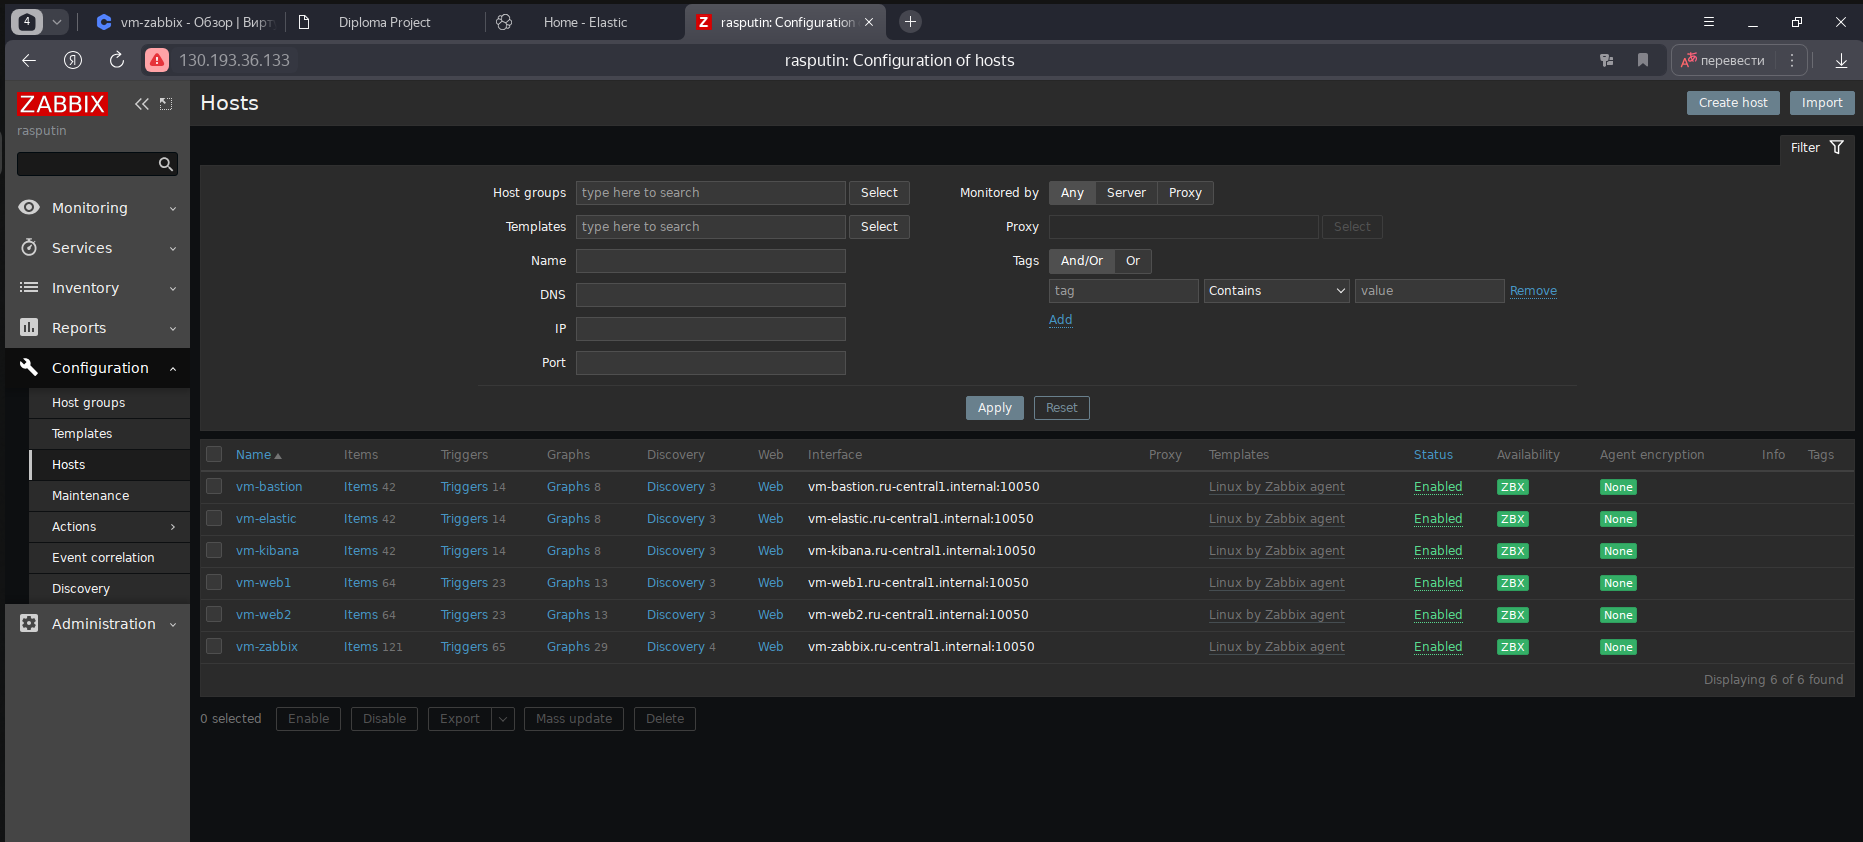 4
vm-zabbix - Обзор | Вирту
Diploma Project
Home - Elastic
Z rasputin: Configuration
Я 130.193.36.133
rasputin: Configuration of hosts
перевести
ZABBIX
rasputin
Monitoring
Services
Inventory
Reports
Configuration
Host groups
Templates
Hosts
Maintenance
Actions
Event correlation
Discovery
Administration
Hosts
Create host Import
Filter
Host groups type here to search Select
Templates type here to search Select
Name
DNS
IP
Port
Monitored by Any Server Proxy
Proxy Select
Tags And/Or Or
tag Contains value Remove
Add
Apply Reset
Name Items Triggers Graphs Discovery Web Interface Proxy Templates Status Availability Agent encryption Info Tags
vm-bastion Items 42 Triggers 14 Graphs 8 Discovery 3 Web vm-bastion.ru-central1.internal:10050 Linux by Zabbix agent Enabled ZBX None
vm-elastic Items 42 Triggers 14 Graphs 8 Discovery 3 Web vm-elastic.ru-central1.internal:10050 Linux by Zabbix agent Enabled ZBX None
vm-kibana Items 42 Triggers 14 Graphs 8 Discovery 3 Web vm-kibana.ru-central1.internal:10050 Linux by Zabbix agent Enabled ZBX None
vm-web1 Items 64 Triggers 23 Graphs 13 Discovery 3 Web vm-web1.ru-central1.internal:10050 Linux by Zabbix agent Enabled ZBX None
vm-web2 Items 64 Triggers 23 Graphs 13 Discovery 3 Web vm-web2.ru-central1.internal:10050 Linux by Zabbix agent Enabled ZBX None
vm-zabbix Items 121 Triggers 65 Graphs 29 Discovery 4 Web vm-zabbix.ru-central1.internal:10050 Linux by Zabbix agent Enabled ZBX None
Displaying 6 of 6 found
0 selected Enable Disable Export Mass update Delete